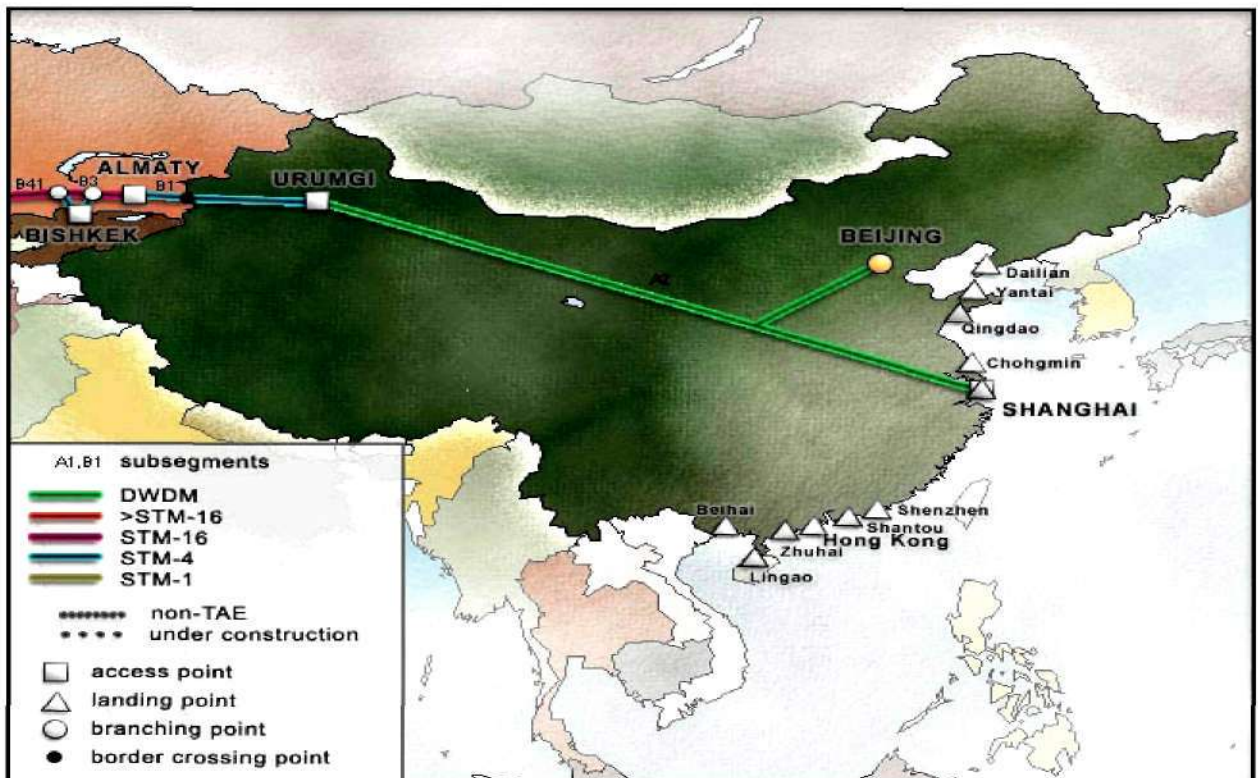 ALMATY
B41
B3
B1
URUMGI
BISHKEK
BEIJING
Dailian
Yantai
Qingdao
Chohgmin
SHANGHAI
Beihai
Shenzhen
Shantou
Hong Kong
Zhuhai
Lingao
A1,B1 subsegments
DWDM
>STM-16
STM-16
STM-4
STM-1
non-TAE
under construction
access point
landing point
branching point
border crossing point